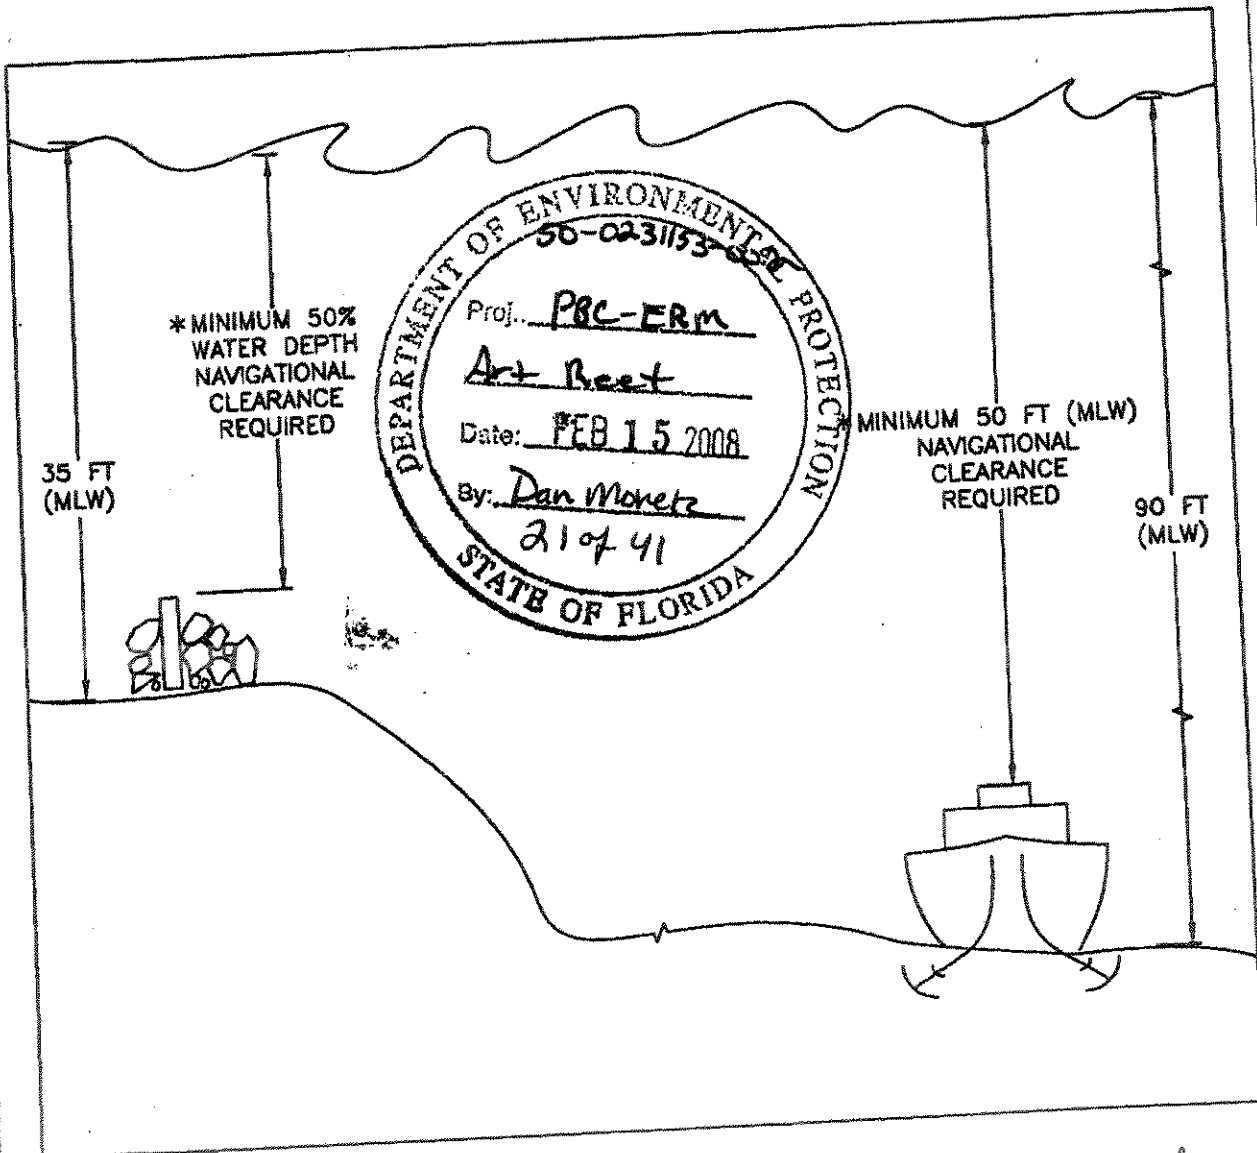 DEPARTMENT OF ENVIRONMENTAL PROTECTION
50-0231153-
Proj.. PBC-ERM
Art Reef
Date: FEB 15 2008
By: Dan
21 of 41
STATE OF FLORIDA
*MINIMUM 50%
WATER DEPTH
NAVIGATIONAL
CLEARANCE
REQUIRED
35 FT
(MLW)
* MINIMUM 50 FT (MLW)
NAVIGATIONAL
CLEARANCE
REQUIRED
90 FT
(MLW)